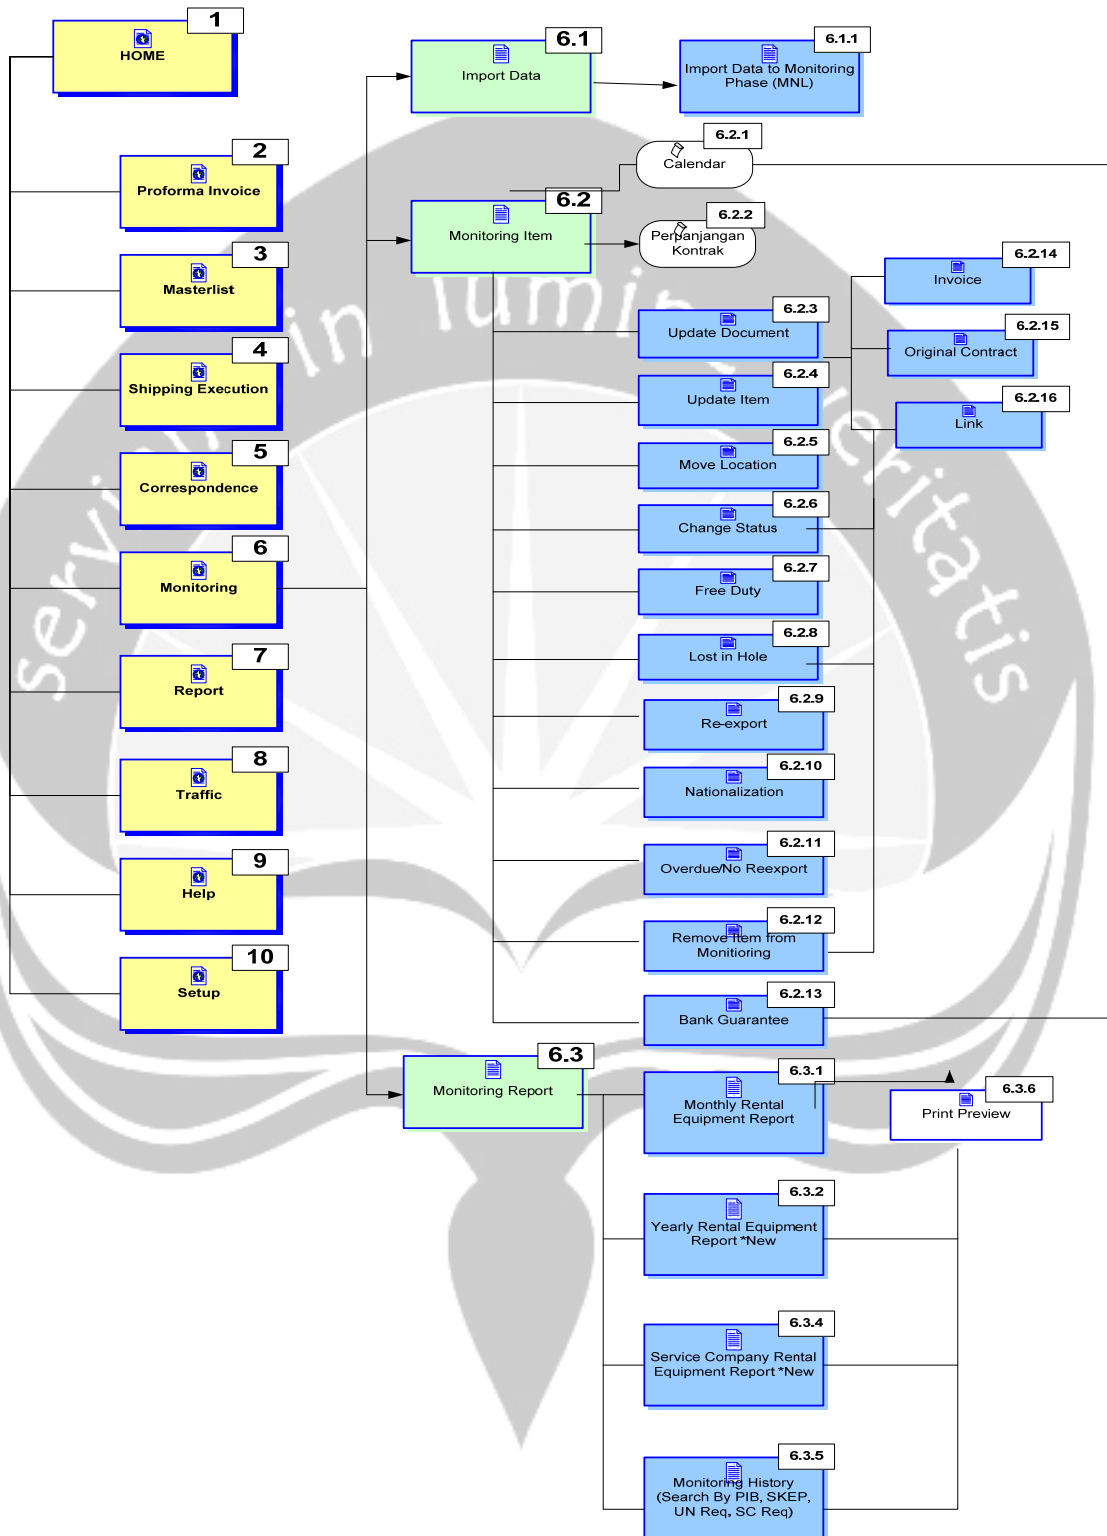 1
HOME
2
Proforma Invoice
3
Masterlist
4
Shipping Execution
5
Correspondence
6
Monitoring
7
Report
8
Traffic
9
Help
10
Setup
6.1
Import Data
6.1.1
Import Data to Monitoring
Phase (MNL)
6.2.1
Calendar
6.2
Monitoring Item
6.2.2
Perpanjangan
Kontrak
6.2.3
Update Document
6.2.4
Update Item
6.2.5
Move Location
6.2.6
Change Status
6.2.7
Free Duty
6.2.8
Lost in Hole
6.2.9
Re-export
6.2.10
Nationalization
6.2.11
Overdue/No Reexport
6.2.12
Remove Item from
Monitioring
6.2.13
Bank Guarantee
6.2.14
Invoice
6.2.15
Original Contract
6.2.16
Link
6.3
Monitoring Report
6.3.1
Monthly Rental
Equipment Report
6.3.6
Print Preview
6.3.2
Yearly Rental Equipment
Report *New
6.3.4
Service Company Rental
Equipment Report *New
6.3.5
Monitoring History
(Search By PIB, SKEP,
UN Req, SC Req)
in lumine veritatis